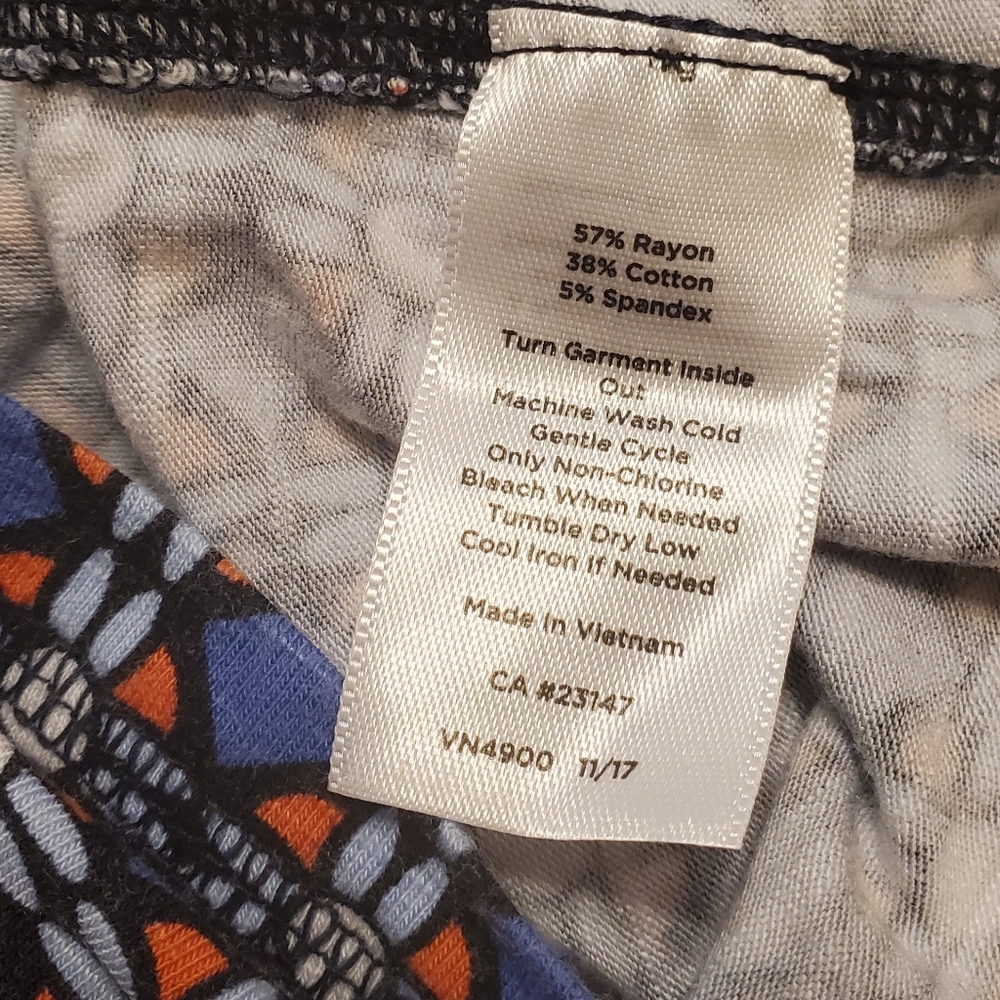 57% Rayon
38% Cotton
5% Spandex
Turn Garment Inside
Out
Machine Wash Cold
Gentle Cycle
Only Non-Chlorine
Bleach When Needed
Tumble Dry Low
Cool Iron If Needed
Made In Vietnam
CA #23147
VN4900 11/17